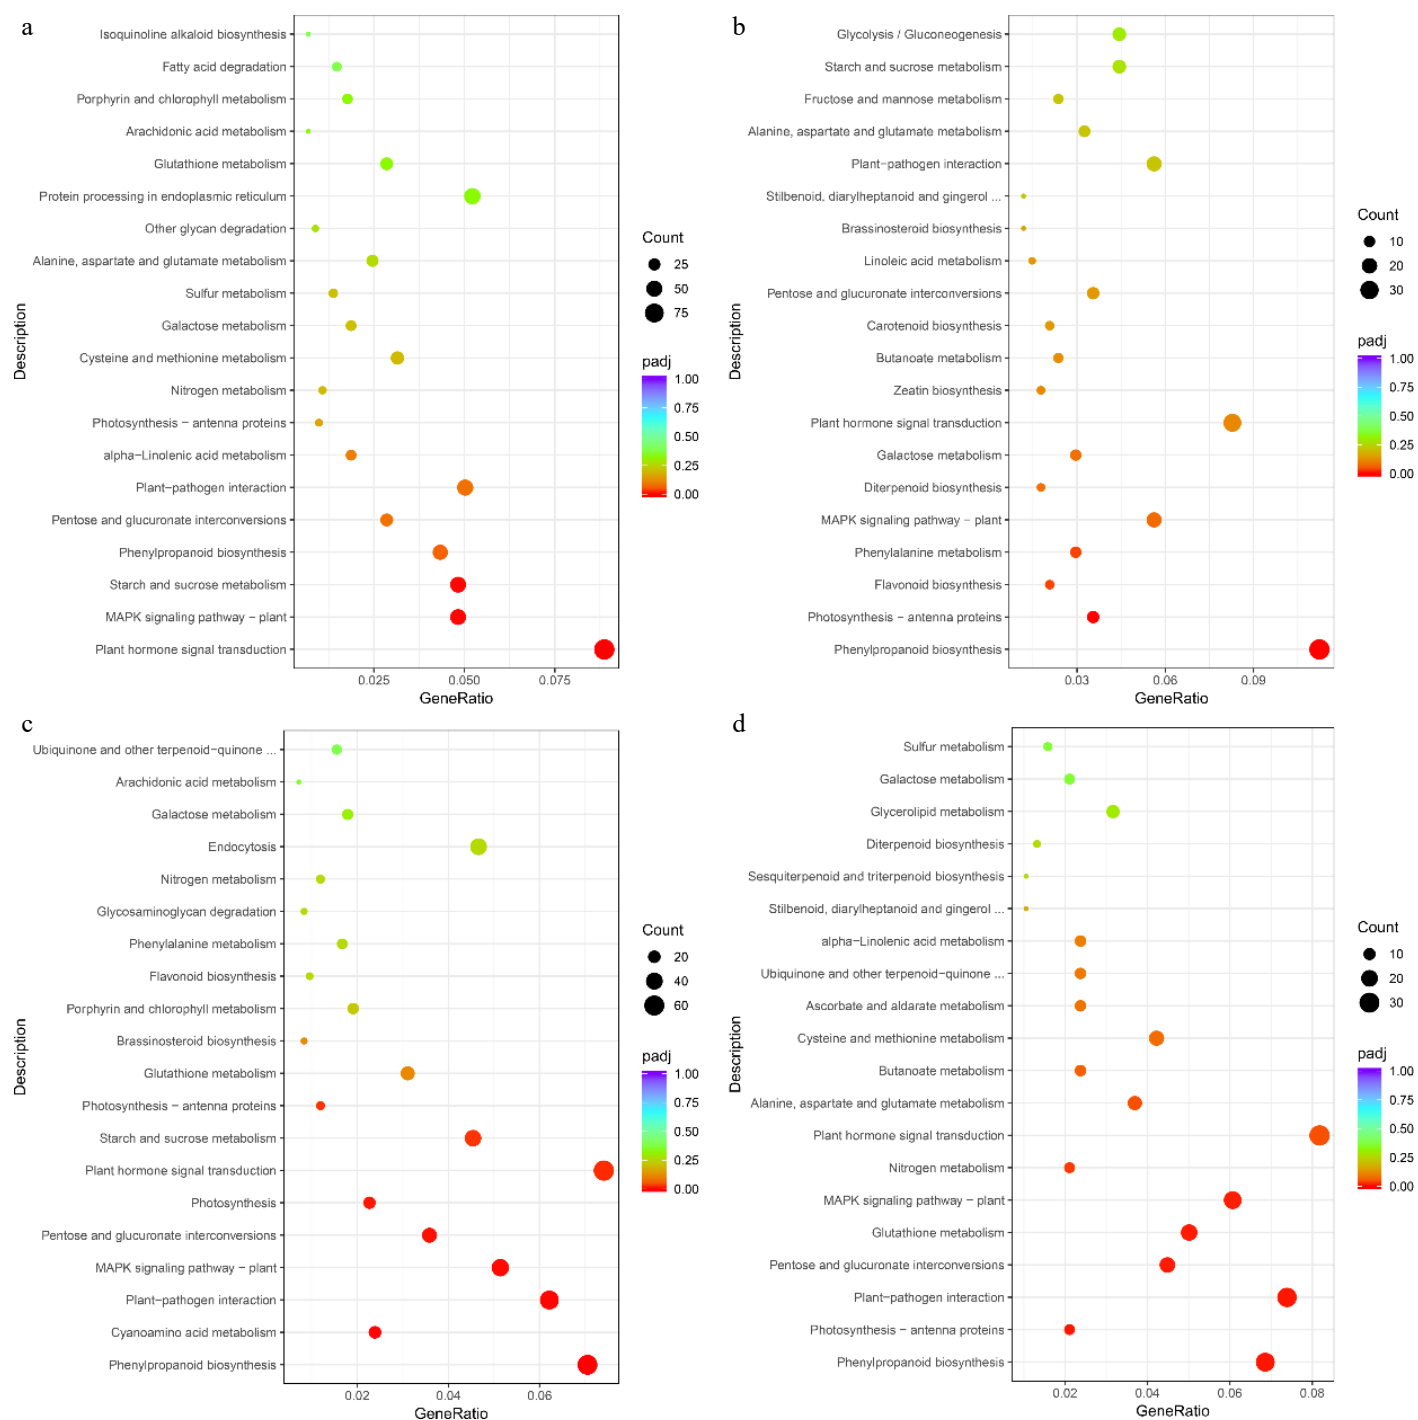 a
Isoquinoline alkaloid biosynthesis
Fatty acid degradation
Porphyrin and chlorophyll metabolism
Arachidonic acid metabolism
Glutathione metabolism
Protein processing in endoplasmic reticulum
Other glycan degradation
Alanine, aspartate and glutamate metabolism
Sulfur metabolism
Galactose metabolism
Cysteine and methionine metabolism
Nitrogen metabolism
Photosynthesis − antenna proteins
alpha−Linolenic acid metabolism
Plant−pathogen interaction
Pentose and glucuronate interconversions
Phenylpropanoid biosynthesis
Starch and sucrose metabolism
MAPK signaling pathway − plant
Plant hormone signal transduction
Description
0.025 0.050 0.075
GeneRatio
Count
25
50
75
padj
1.00
0.75
0.50
0.25
0.00
b
Glycolysis / Gluconeogenesis
Starch and sucrose metabolism
Fructose and mannose metabolism
Alanine, aspartate and glutamate metabolism
Plant−pathogen interaction
Stilbenoid, diarylheptanoid and gingerol ...
Brassinosteroid biosynthesis
Linoleic acid metabolism
Pentose and glucuronate interconversions
Carotenoid biosynthesis
Butanoate metabolism
Zeatin biosynthesis
Plant hormone signal transduction
Galactose metabolism
Diterpenoid biosynthesis
MAPK signaling pathway − plant
Phenylalanine metabolism
Flavonoid biosynthesis
Photosynthesis − antenna proteins
Phenylpropanoid biosynthesis
Description
0.03 0.06 0.09
GeneRatio
Count
10
20
30
padj
1.00
0.75
0.50
0.25
0.00
c
Ubiquinone and other terpenoid−quinone ...
Arachidonic acid metabolism
Galactose metabolism
Endocytosis
Nitrogen metabolism
Glycosaminoglycan degradation
Phenylalanine metabolism
Flavonoid biosynthesis
Porphyrin and chlorophyll metabolism
Brassinosteroid biosynthesis
Glutathione metabolism
Photosynthesis − antenna proteins
Starch and sucrose metabolism
Plant hormone signal transduction
Photosynthesis
Pentose and glucuronate interconversions
MAPK signaling pathway − plant
Plant−pathogen interaction
Cyanoamino acid metabolism
Phenylpropanoid biosynthesis
Description
0.02 0.04 0.06
GeneRatio
Count
20
40
60
padj
1.00
0.75
0.50
0.25
0.00
d
Sulfur metabolism
Galactose metabolism
Glycerolipid metabolism
Diterpenoid biosynthesis
Sesquiterpenoid and triterpenoid biosynthesis
Stilbenoid, diarylheptanoid and gingerol ...
alpha−Linolenic acid metabolism
Ubiquinone and other terpenoid−quinone ...
Ascorbate and aldarate metabolism
Cysteine and methionine metabolism
Butanoate metabolism
Alanine, aspartate and glutamate metabolism
Plant hormone signal transduction
Nitrogen metabolism
MAPK signaling pathway − plant
Glutathione metabolism
Pentose and glucuronate interconversions
Plant−pathogen interaction
Photosynthesis − antenna proteins
Phenylpropanoid biosynthesis
Description
0.02 0.04 0.06 0.08
GeneRatio
Count
10
20
30
padj
1.00
0.75
0.50
0.25
0.00